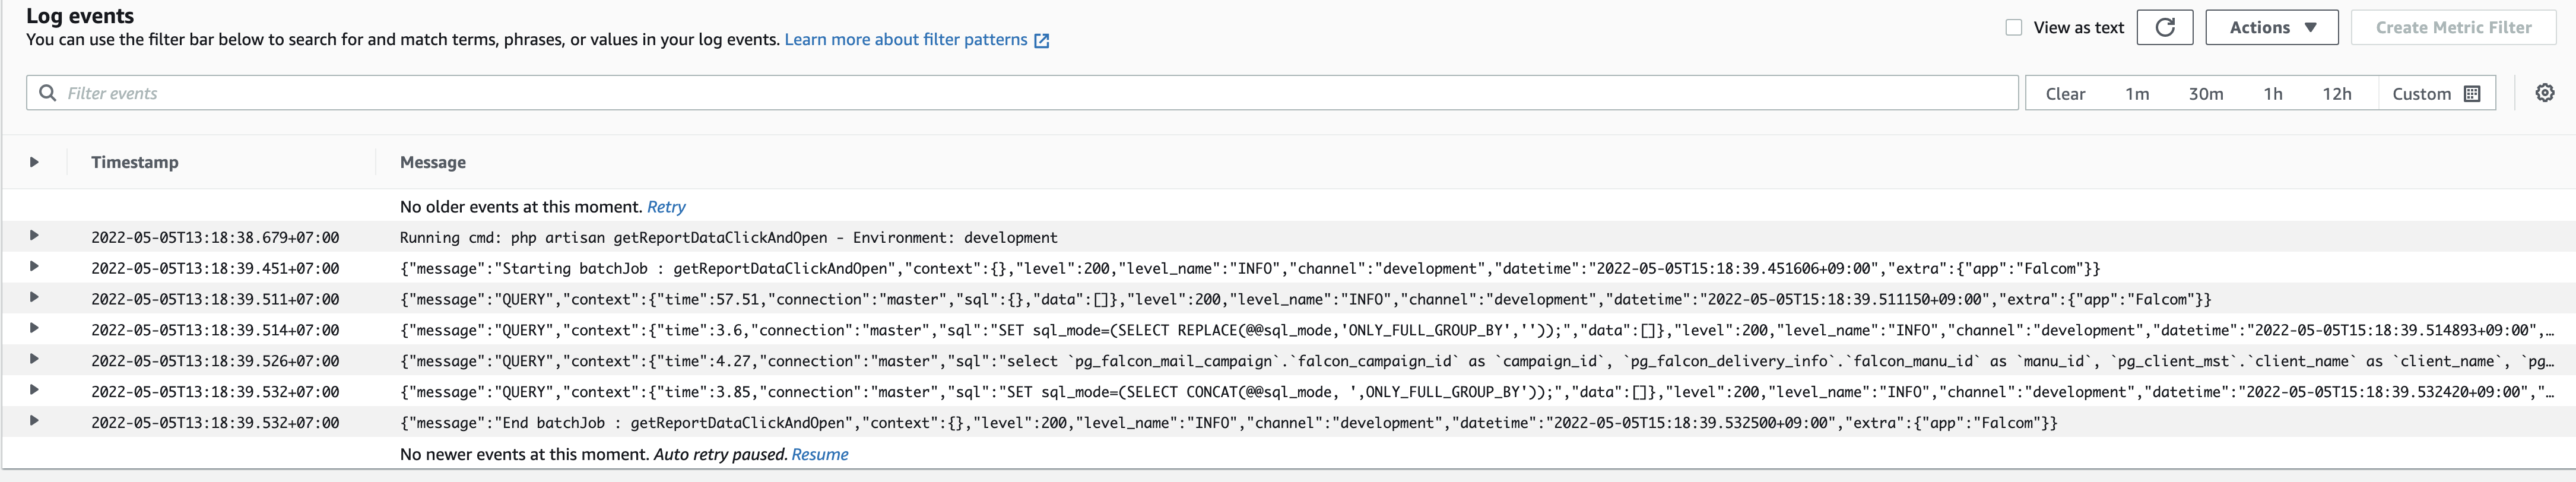 Log events
You can use the filter bar below to search for and match terms, phrases, or values in your log events. Learn more about filter patterns
View as text
Actions
Create Metric Filter
Filter events
Clear 1m 30m 1h 12h Custom
Timestamp Message
No older events at this moment. Retry
2022-05-05T13:18:38.679+07:00 Running cmd: php artisan getReportDataClickAndOpen - Environment: development
2022-05-05T13:18:39.451+07:00 {"message":"Starting batchJob : getReportDataClickAndOpen","context":{},"level":200,"level_name":"INFO","channel":"development","datetime":"2022-05-05T15:18:39.451606+09:00","extra":{"app":"Falcom"}}
2022-05-05T13:18:39.511+07:00 {"message":"QUERY","context":{"time":57.51,"connection":"master","sql":{},"data":[]},"level":200,"level_name":"INFO","channel":"development","datetime":"2022-05-05T15:18:39.511150+09:00","extra":{"app":"Falcom"}}
2022-05-05T13:18:39.514+07:00 {"message":"QUERY","context":{"time":3.6,"connection":"master","sql":"SET sql_mode=(SELECT REPLACE(@@sql_mode,'ONLY_FULL_GROUP_BY',''));","data":[]},"level":200,"level_name":"INFO","channel":"development","datetime":"2022-05-05T15:18:39.514893+09:00",…
2022-05-05T13:18:39.526+07:00 {"message":"QUERY","context":{"time":4.27,"connection":"master","sql":"select `pg_falcon_mail_campaign`.`falcon_campaign_id` as `campaign_id`, `pg_falcon_delivery_info`.`falcon_manu_id` as `manu_id`, `pg_client_mst`.`client_name` as `client_name`, `pg…
2022-05-05T13:18:39.532+07:00 {"message":"QUERY","context":{"time":3.85,"connection":"master","sql":"SET sql_mode=(SELECT CONCAT(@@sql_mode, ',ONLY_FULL_GROUP_BY'));","data":[]},"level":200,"level_name":"INFO","channel":"development","datetime":"2022-05-05T15:18:39.532420+09:00","…
2022-05-05T13:18:39.532+07:00 {"message":"End batchJob : getReportDataClickAndOpen","context":{},"level":200,"level_name":"INFO","channel":"development","datetime":"2022-05-05T15:18:39.532500+09:00","extra":{"app":"Falcom"}}
No newer events at this moment. Auto retry paused. Resume